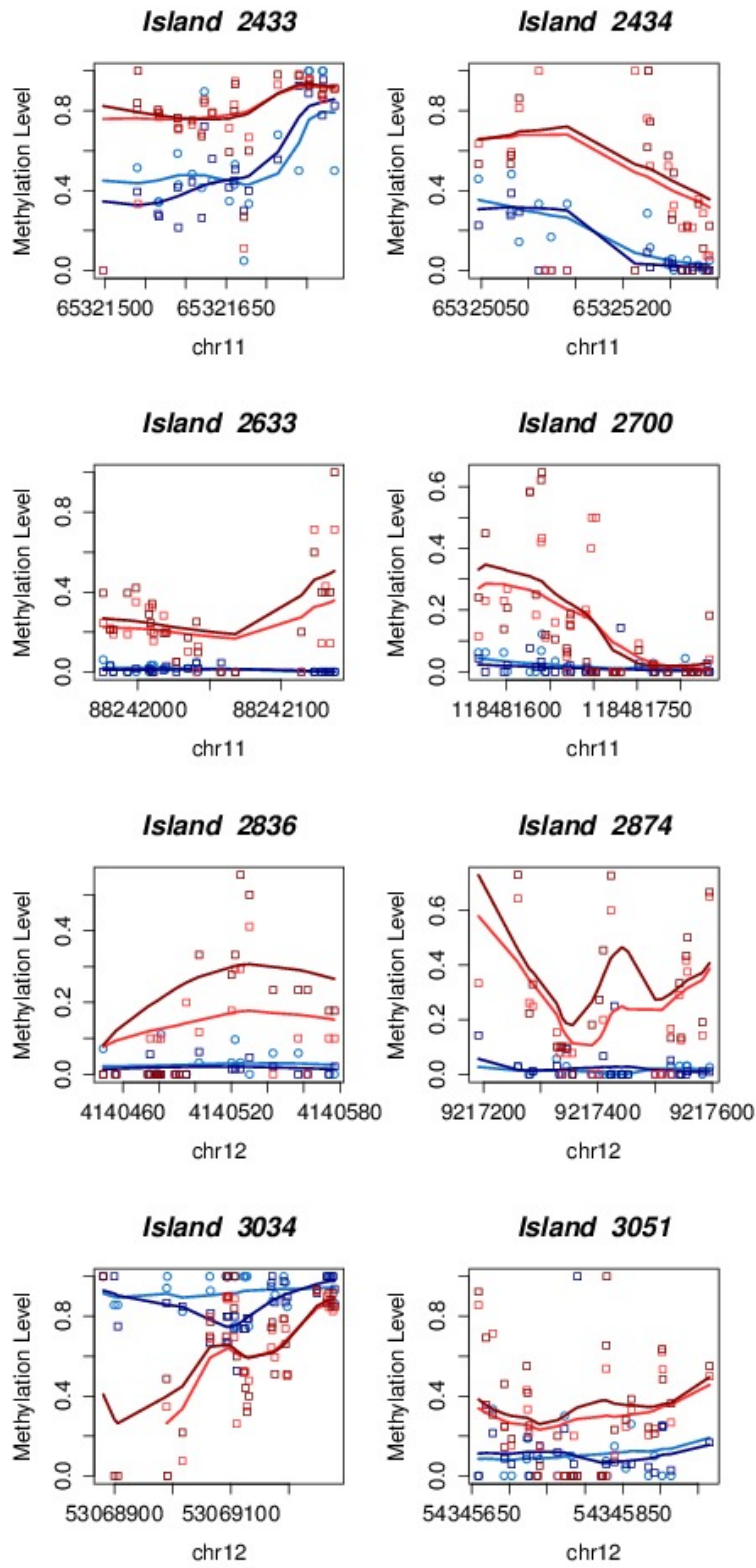 Island 2433
Methylation Level
0.0 0.4 0.8
65321500 65321650
chr11
Island 2434
Methylation Level
0.0 0.4 0.8
65325050 65325200
chr11
Island 2633
Methylation Level
0.0 0.4 0.8
88242000 88242100
chr11
Island 2700
Methylation Level
0.0 0.2 0.4 0.6
118481600 118481750
chr11
Island 2836
Methylation Level
0.0 0.2 0.4
4140460 4140520 4140580
chr12
Island 2874
Methylation Level
0.0 0.2 0.4 0.6
9217200 9217400 9217600
chr12
Island 3034
Methylation Level
0.0 0.4 0.8
53068900 53069100
chr12
Island 3051
Methylation Level
0.0 0.4 0.8
54345650 54345850
chr12